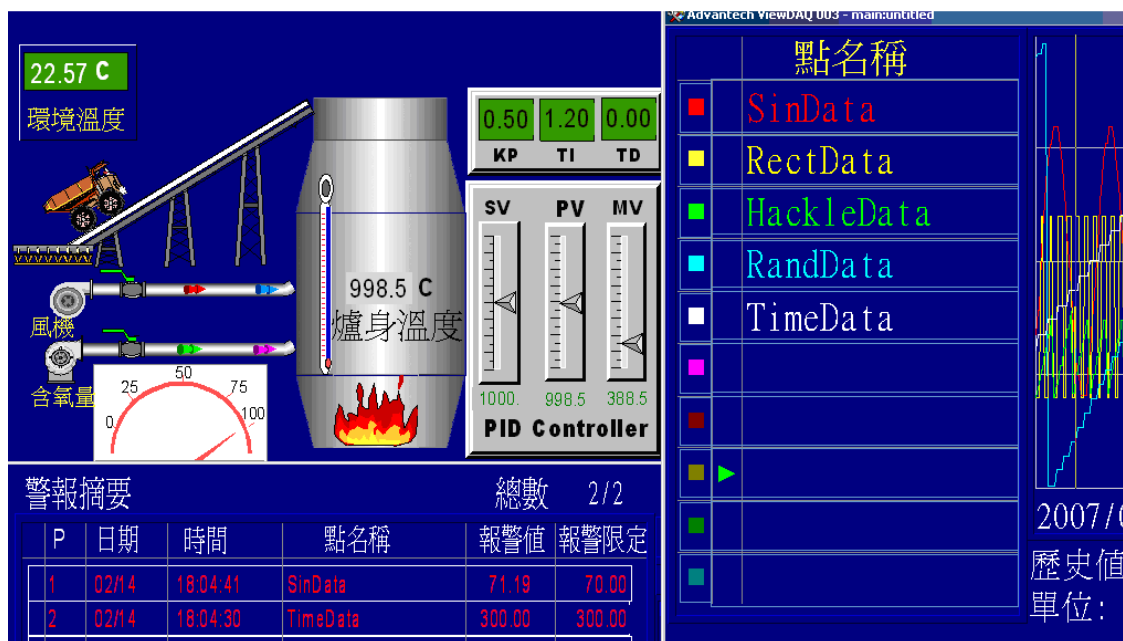 Advantech ViewDAQ 003 - main:untitled
22.57 C
環境溫度
0.50 1.20 0.00
KP TI TD
SV PV MV
998.5 C
爐身溫度
1000. 998.5 388.5
PID Controller
風機
含氧量
0 25 50 75 100
警報摘要 總數 2/2
P 日期 時間 點名稱 報警值 報警限定
1 02/14 18:04:41 SinData 71.19 70.00
2 02/14 18:04:30 TimeData 300.00 300.00
點名稱
SinData
RectData
HackleData
RandData
TimeData
2007/
歷史值
單位: